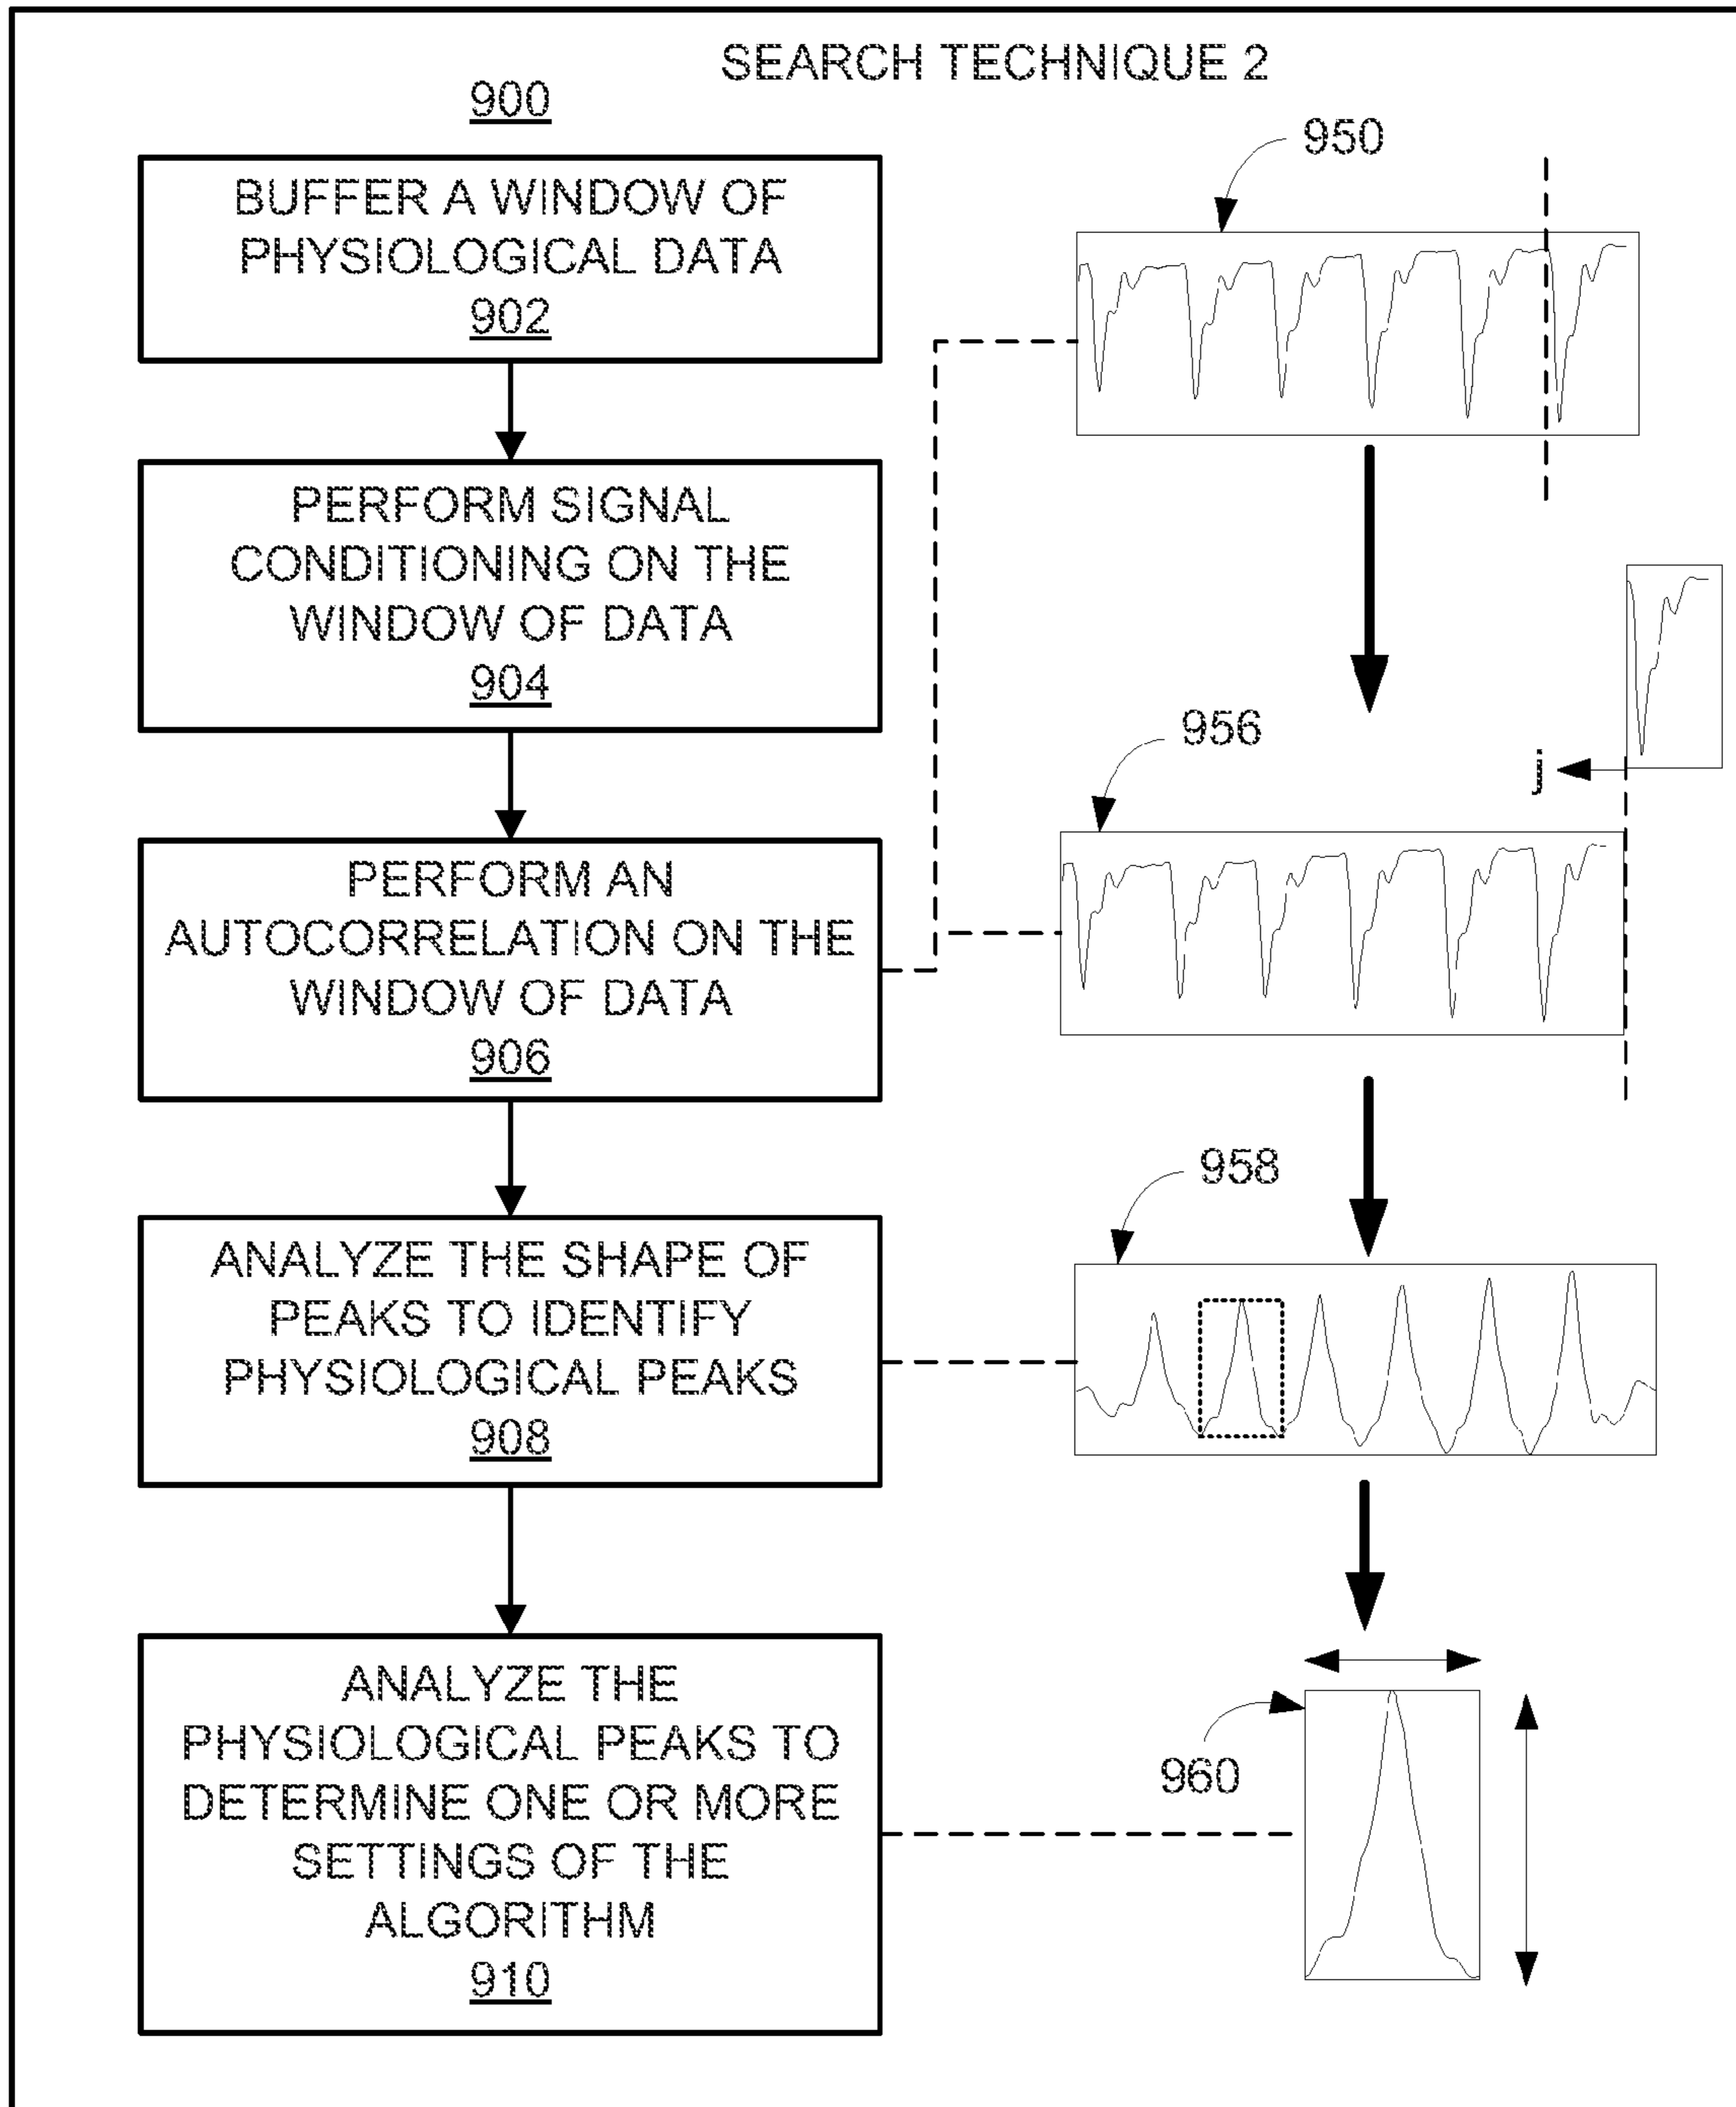 SEARCH TECHNIQUE 2
900
BUFFER A WINDOW OF
PHYSIOLOGICAL DATA
902
PERFORM SIGNAL
CONDITIONING ON THE
WINDOW OF DATA
904
PERFORM AN
AUTOCORRELATION ON THE
WINDOW OF DATA
906
ANALYZE THE SHAPE OF
PEAKS TO IDENTIFY
PHYSIOLOGICAL PEAKS
908
ANALYZE THE
PHYSIOLOGICAL PEAKS TO
DETERMINE ONE OR MORE
SETTINGS OF THE
ALGORITHM
910
950
956
j
958
960